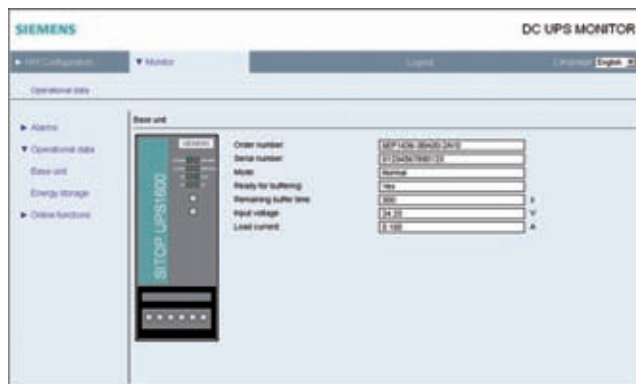 SIEMENS
DC UPS MONITOR
Monitor
Logout
Language English
Operational data
Base unit
Alarms
Operational data
Base unit
Energy storage
Online functions
SIEMENS
SITOP UPS1600
Order number
Serial number
Mode Normal
Ready for buffering Yes
Remaining buffer time s
Input voltage V
Load current A